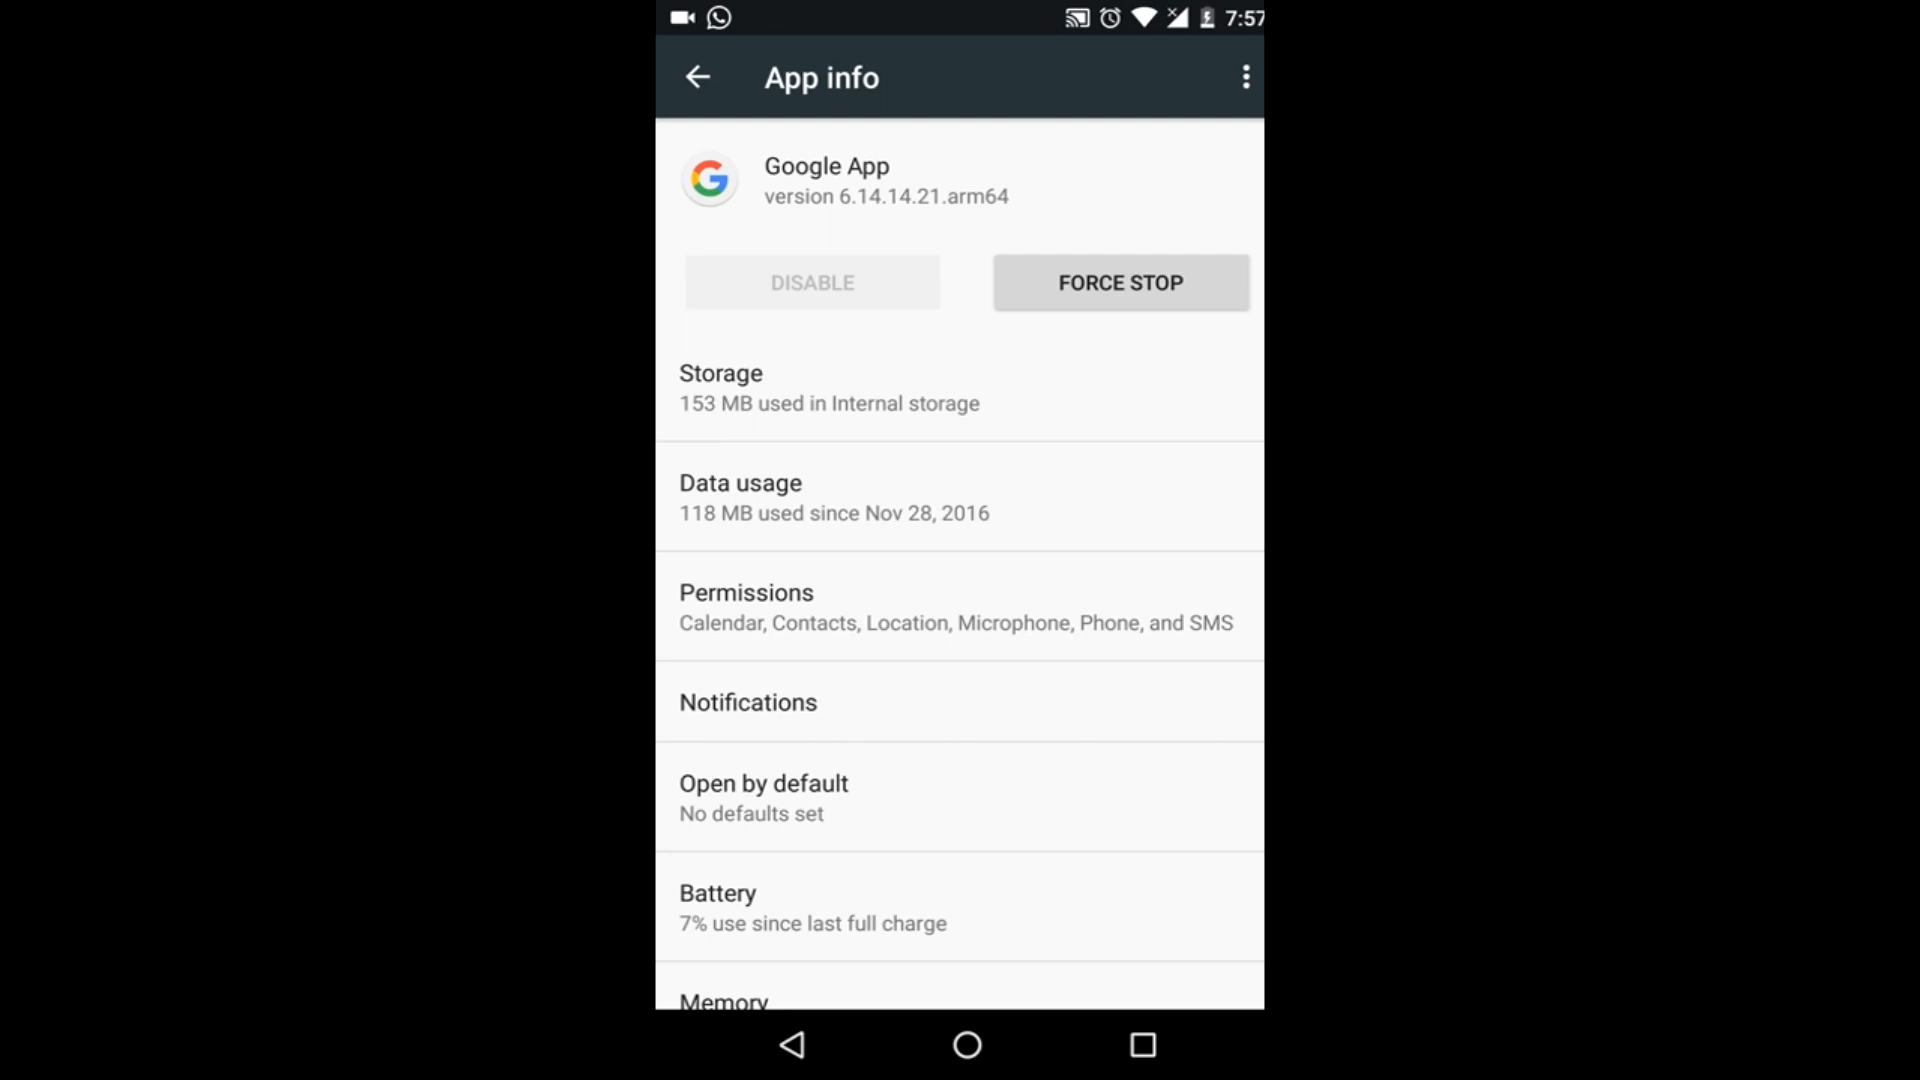 7:57
App info
Google App
version 6.14.14.21.arm64
DISABLE
FORCE STOP
Storage
153 MB used in Internal storage
Data usage
118 MB used since Nov 28, 2016
Permissions
Calendar, Contacts, Location, Microphone, Phone, and SMS
Notifications
Open by default
No defaults set
Battery
7% use since last full charge
Memory